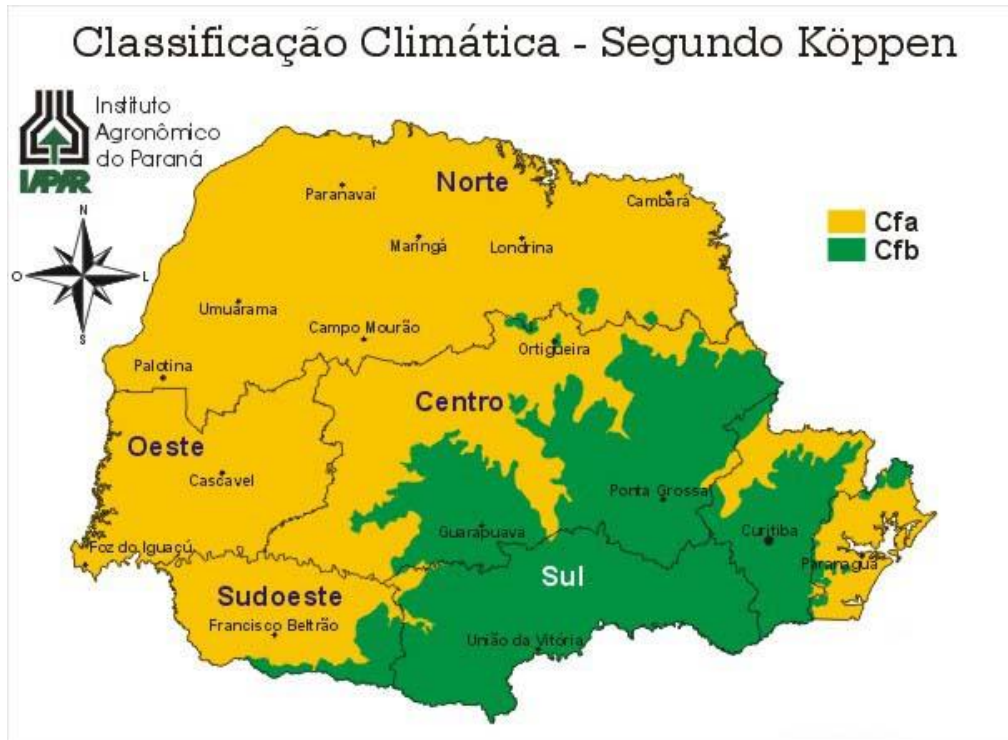 Classificação Climática - Segundo Köppen
Instituto
Agronômico
do Paraná
IAPAR
N
O
L
S
Cfa
Cfb
Norte
Paranavaí
Cambará
Maringá
Londrina
Umuarama
Campo Mourão
Ortigueira
Palotina
Centro
Oeste
Cascavel
Ponta Grossa
Guarapuava
Curitiba
Foz do Iguaçú
Paranaguá
Sul
Sudoeste
Francisco Beltrão
União da Vitória